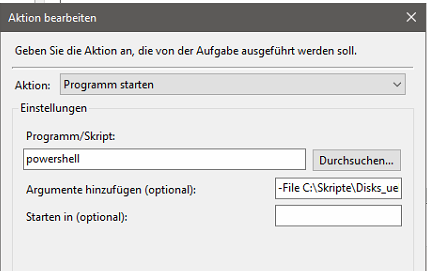 Aktion bearbeiten
Geben Sie die Aktion an, die von der Aufgabe ausgeführt werden soll.
Aktion: Programm starten
Einstellungen
Programm/Skript:
powershell Durchsuchen...
Argumente hinzufügen (optional): -File C:\Skripte\Disks_ue
Starten in (optional):